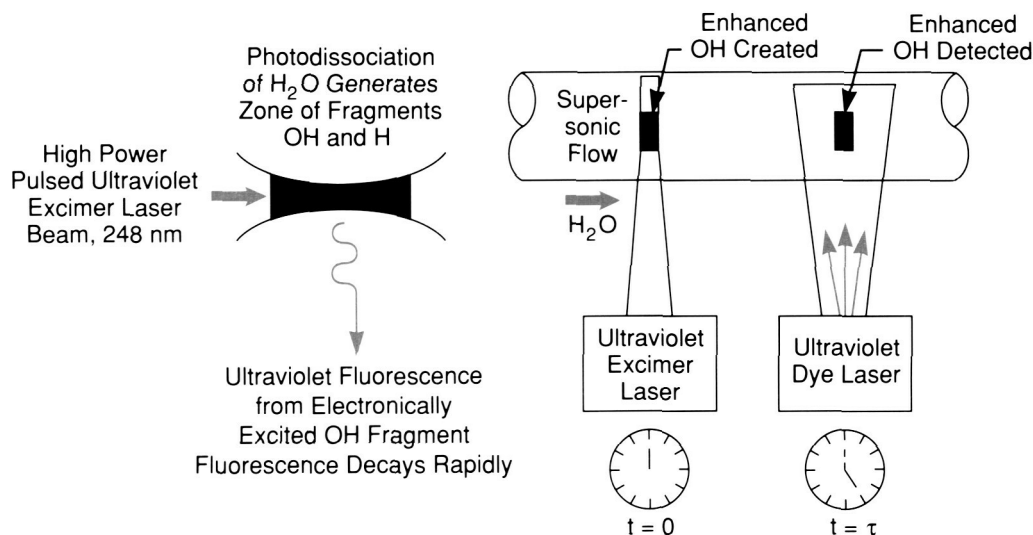 Photodissociation
of H₂O Generates
Zone of Fragments
OH and H
High Power
Pulsed Ultraviolet
Excimer Laser
Beam, 248 nm
Ultraviolet Fluorescence
from Electronically
Excited OH Fragment
Fluorescence Decays Rapidly
Enhanced
OH Created
Enhanced
OH Detected
Super-
sonic
Flow
H₂O
Ultraviolet
Excimer
Laser
Ultraviolet
Dye Laser
t = 0
t = τ